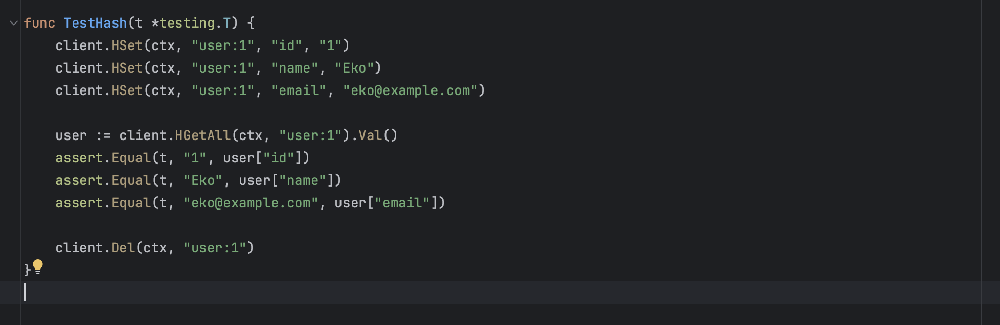 func TestHash(t *testing.T) {
    client.HSet(ctx, "user:1", "id", "1")
    client.HSet(ctx, "user:1", "name", "Eko")
    client.HSet(ctx, "user:1", "email", "eko@example.com")

    user := client.HGetAll(ctx, "user:1").Val()
    assert.Equal(t, "1", user["id"])
    assert.Equal(t, "Eko", user["name"])
    assert.Equal(t, "eko@example.com", user["email"])

    client.Del(ctx, "user:1")
}